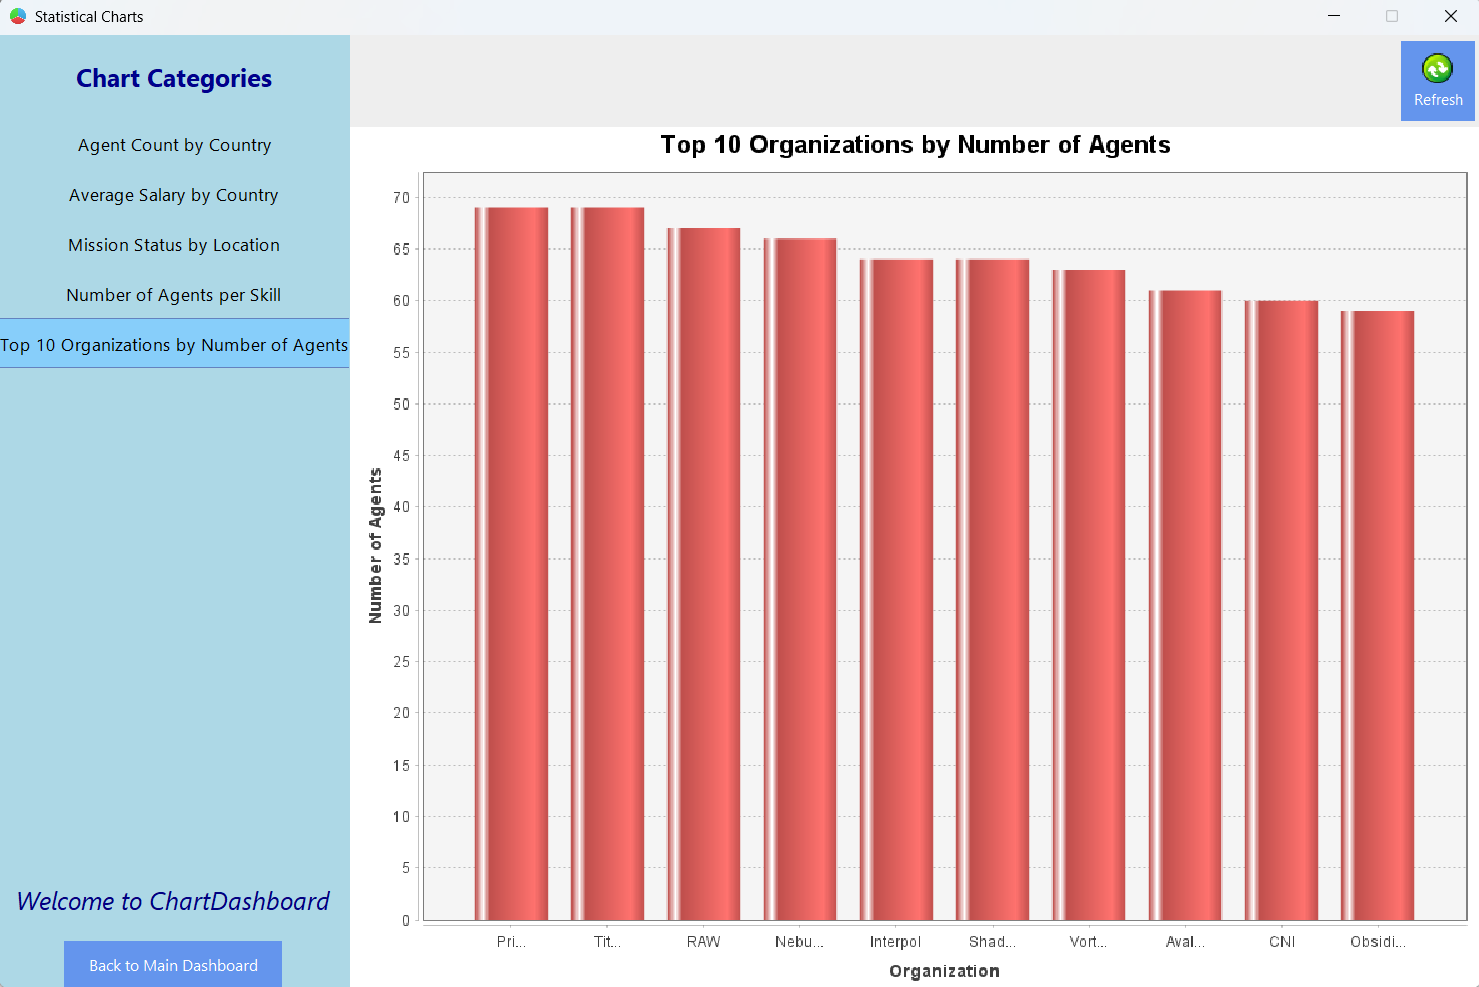 Statistical Charts
Chart Categories
Agent Count by Country
Average Salary by Country
Mission Status by Location
Number of Agents per Skill
Top 10 Organizations by Number of Agents
Welcome to ChartDashboard
Back to Main Dashboard
Refresh
Top 10 Organizations by Number of Agents
Number of Agents
70
65
60
55
50
45
40
35
30
25
20
15
10
5
0
Pri... Tit... RAW Nebu... Interpol Shad... Vort... Aval... CNI Obsidi...
Organization